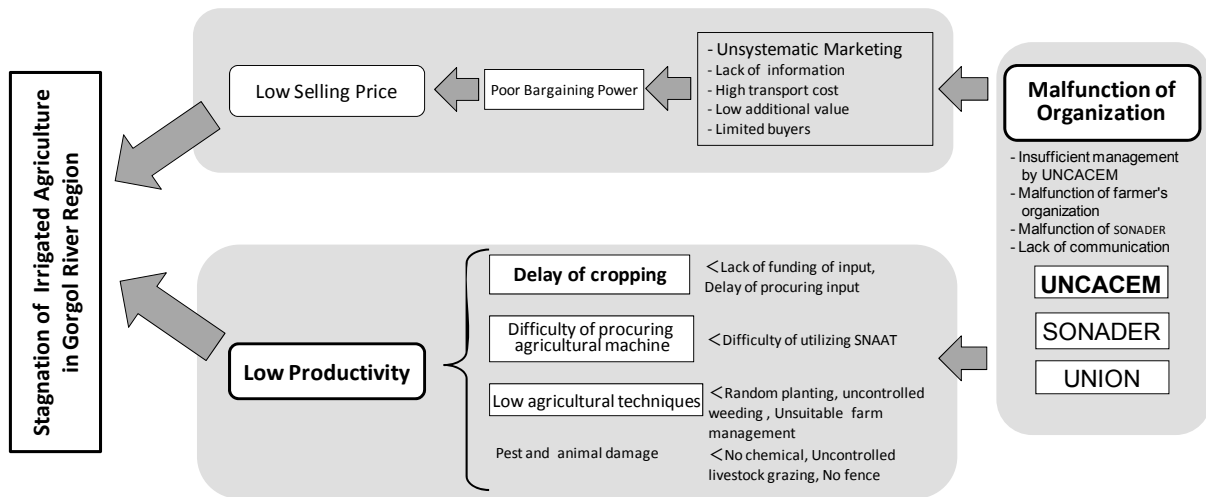 Stagnation of Irrigated Agriculture
in Gorgol River Region
Low Selling Price
Poor Bargaining Power
- Unsystematic Marketing
- Lack of information
- High transport cost
- Low additional value
- Limited buyers
Malfunction of
Organization
- Insufficient management
by UNCACEM
- Malfunction of farmer's
organization
- Malfunction of SONADER
- Lack of communication
UNCACEM
SONADER
UNION
Low Productivity
Delay of cropping
<Lack of funding of input,
Delay of procuring input
Difficulty of procuring
agricultural machine
<Difficulty of utilizing SNAAT
Low agricultural techniques
<Random planting, uncontrolled
weeding , Unsuitable farm
management
Pest and animal damage
<No chemical, Uncontrolled
livestock grazing, No fence